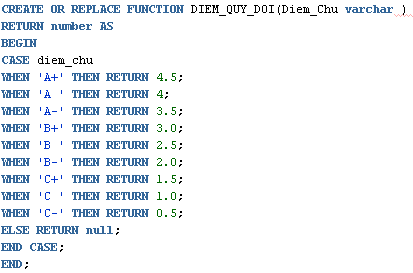 CREATE OR REPLACE FUNCTION DIEM_QUY_DOI(Diem_Chu varchar )
RETURN number AS
BEGIN
CASE diem_chu
WHEN 'A+' THEN RETURN 4.5;
WHEN 'A ' THEN RETURN 4;
WHEN 'A-' THEN RETURN 3.5;
WHEN 'B+' THEN RETURN 3.0;
WHEN 'B ' THEN RETURN 2.5;
WHEN 'B-' THEN RETURN 2.0;
WHEN 'C+' THEN RETURN 1.5;
WHEN 'C ' THEN RETURN 1.0;
WHEN 'C-' THEN RETURN 0.5;
ELSE RETURN null;
END CASE;
END;